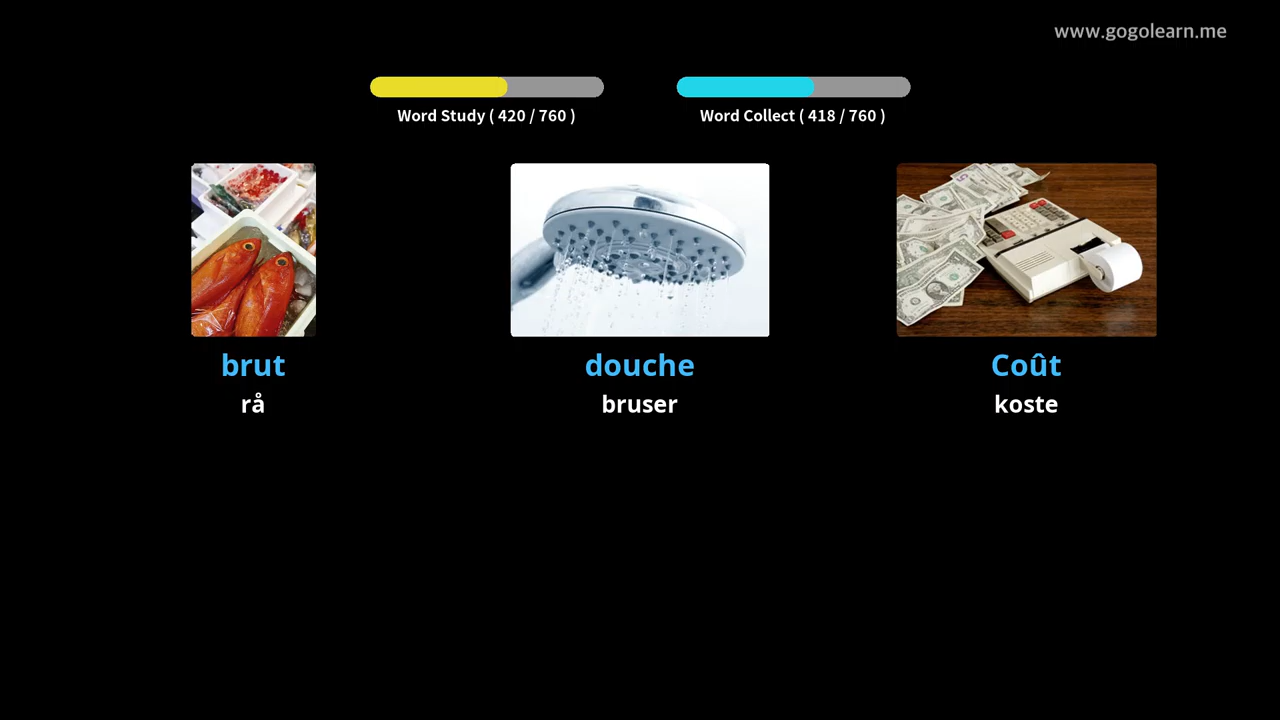 www.gogolearn.me
Word Study ( 420 / 760 )
Word Collect ( 418 / 760 )
brut
rå
douche
bruser
Coût
koste